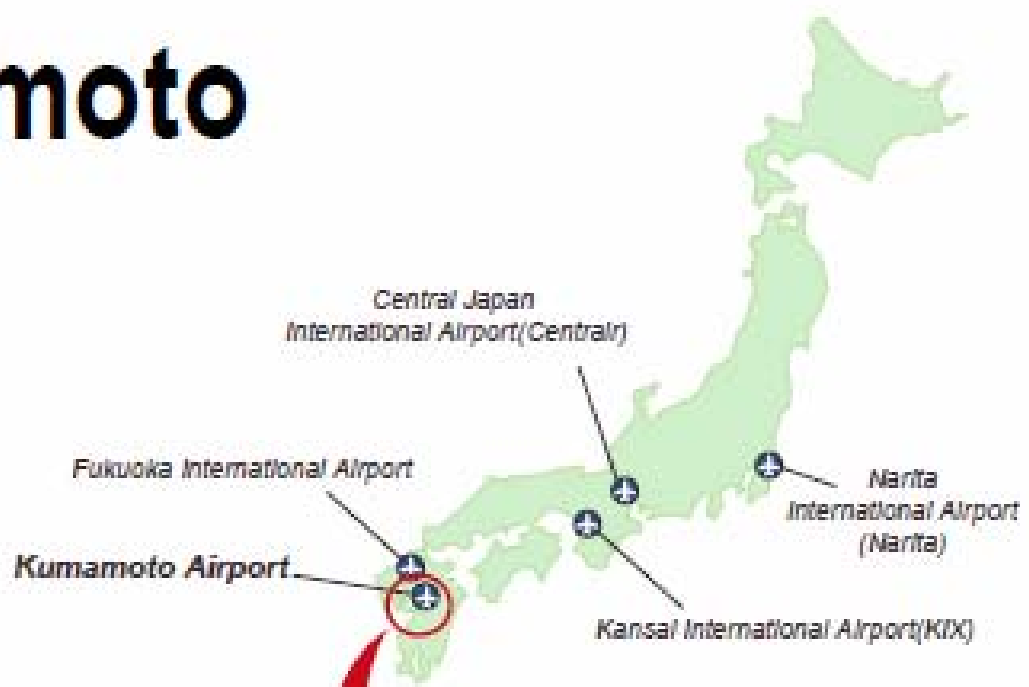 moto
Central Japan
International Airport(Centrair)
Fukuoka International Airport
Kumamoto Airport
Narita
International Airport
(Narita)
Kansai International Airport(KIX)